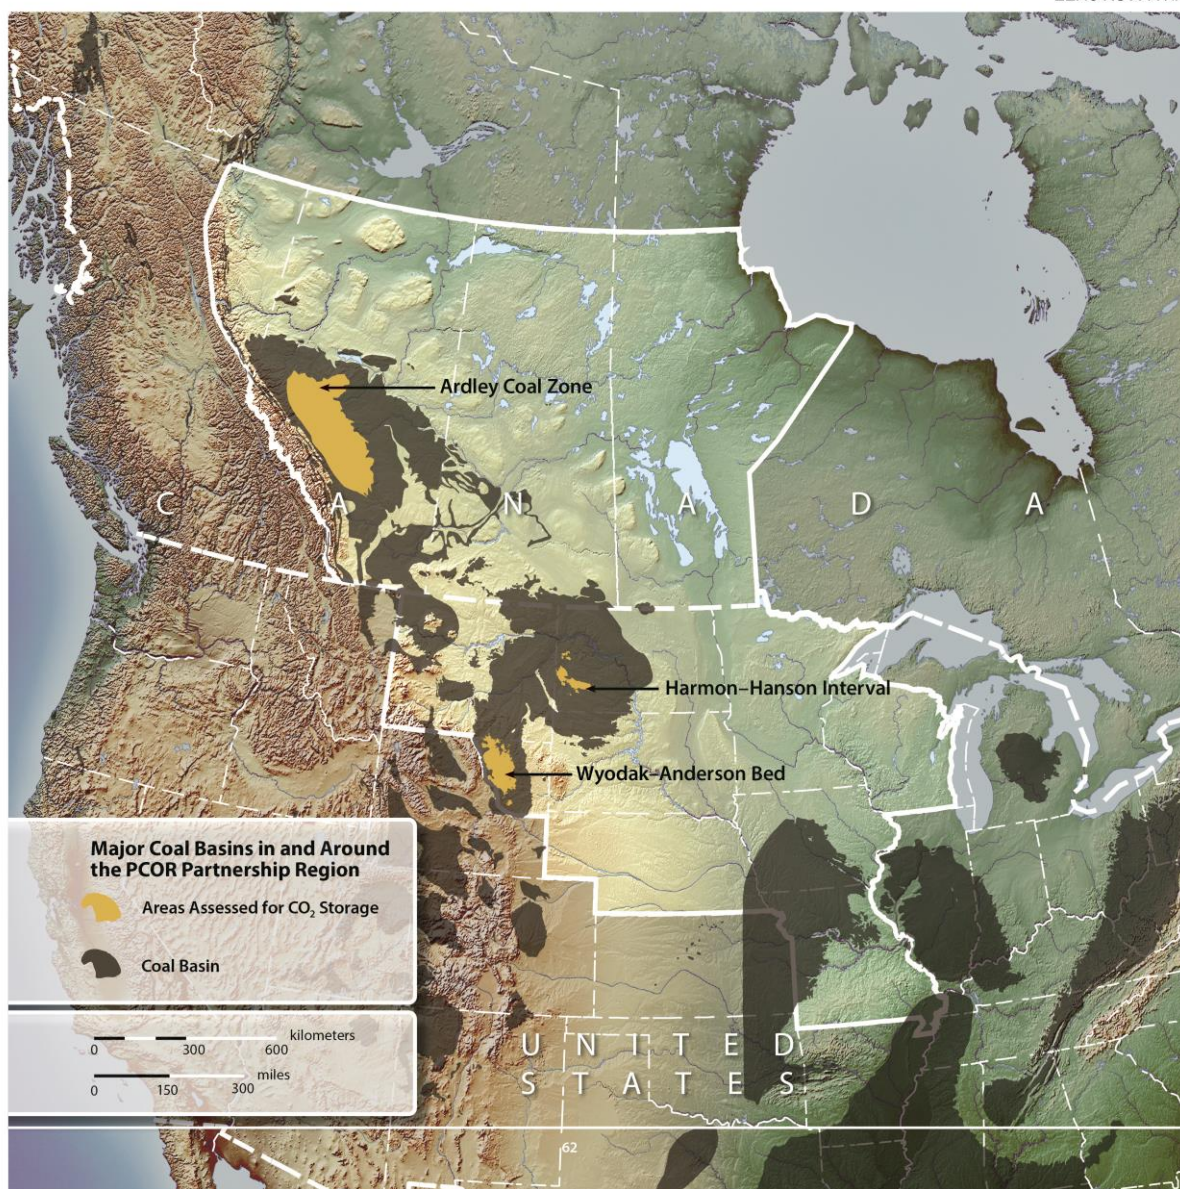 Ardley Coal Zone
C A N A D A
Harmon–Hanson Interval
Wyodak–Anderson Bed
Major Coal Basins in and Around
the PCOR Partnership Region
Areas Assessed for CO₂ Storage
Coal Basin
kilometers
0 300 600
miles
0 150 300
U N I T E D
S T A T E S
62